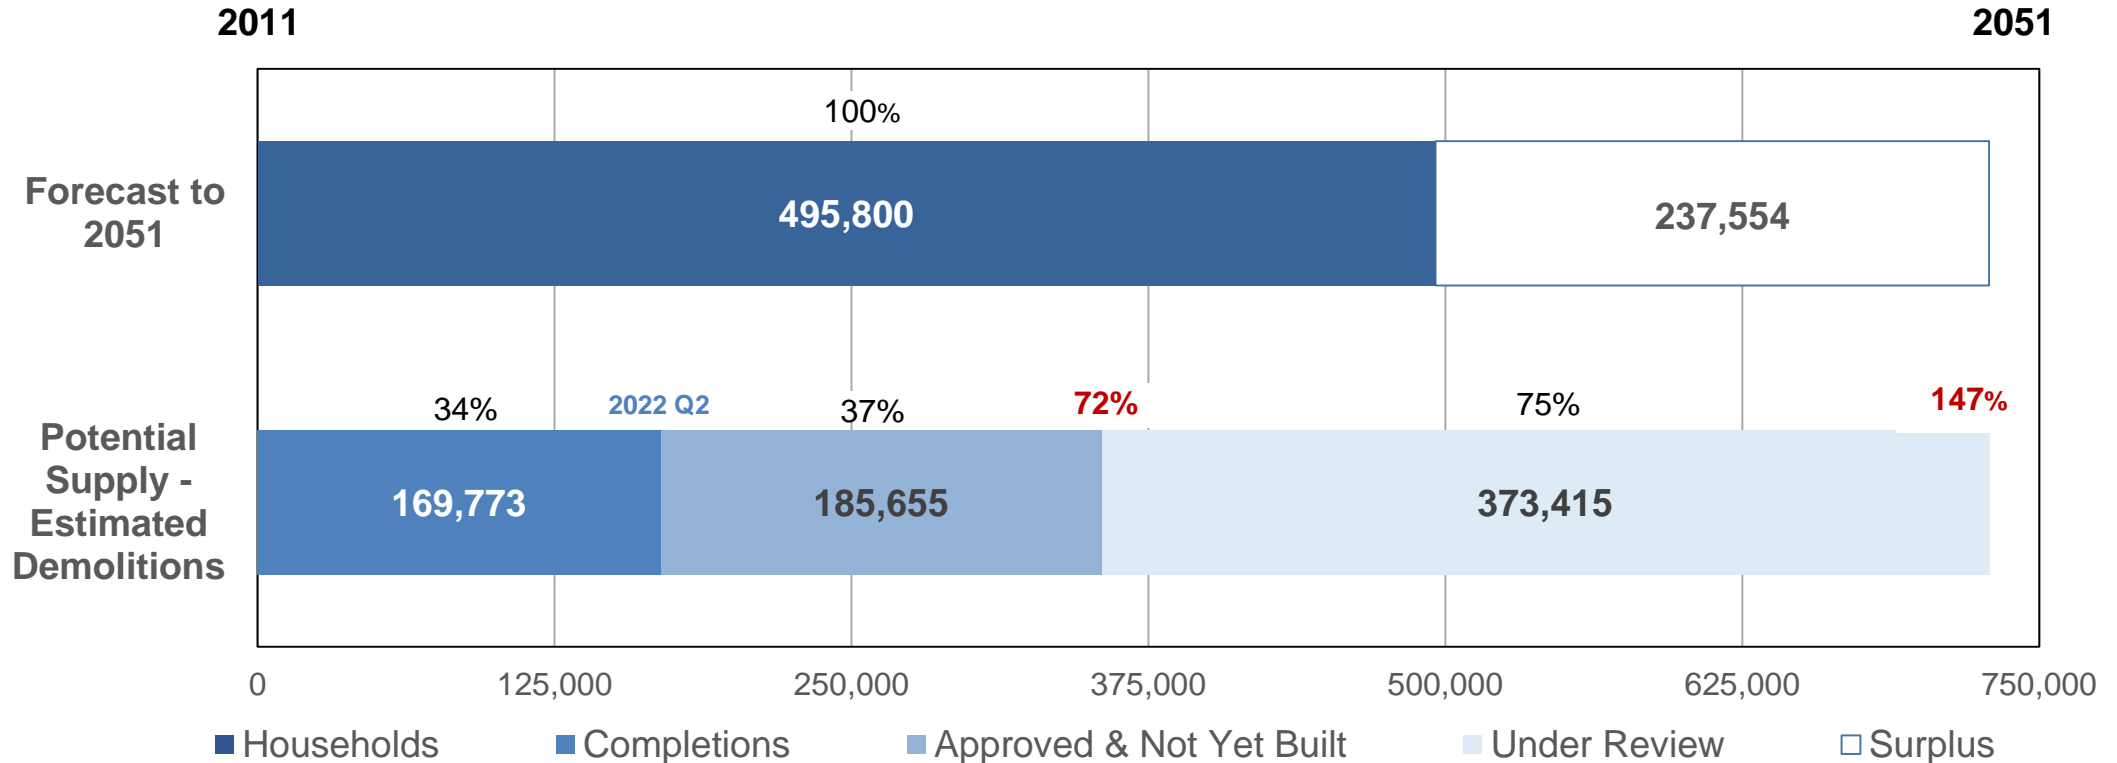 2011 2051
100%
Forecast to
2051
495,800 237,554
34% 2022 Q2 37% 72% 75% 147%
Potential
Supply -
Estimated
Demolitions
169,773 185,655 373,415
0 125,000 250,000 375,000 500,000 625,000 750,000
Households Completions Approved & Not Yet Built Under Review Surplus